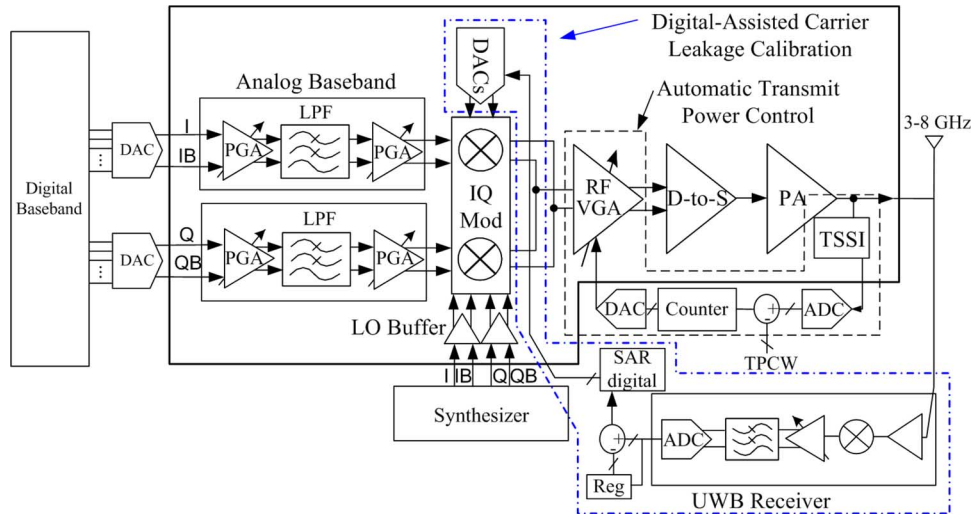 Digital-Assisted Carrier
Leakage Calibration
DACs
Analog Baseband
Automatic Transmit
Power Control
3-8 GHz
LPF
I
DAC
IB
PGA
PGA
Digital
Baseband
IQ
Mod
RF
VGA
D-to-S
PA
TSSI
LPF
Q
DAC
QB
PGA
PGA
DAC
Counter
+
-
ADC
LO Buffer
TPCW
I
IB
Q
QB
SAR
digital
Synthesizer
+
-
ADC
Reg
UWB Receiver